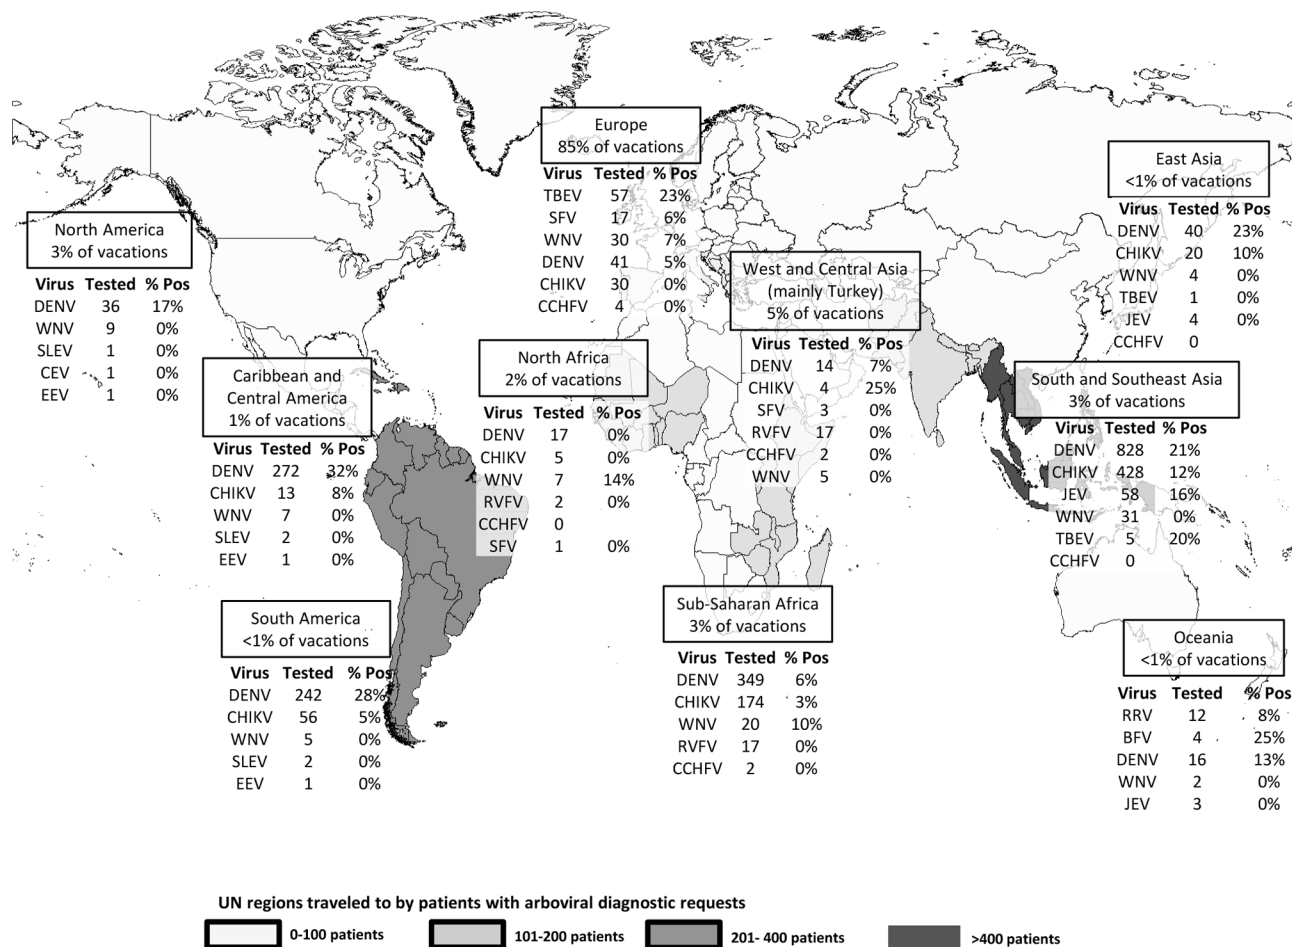 Europe
85% of vacations
Virus Tested % Pos
TBEV 57 23%
SFV 17 6%
WNV 30 7%
DENV 41 5%
CHIKV 30 0%
CCHFV 4 0%
East Asia
<1% of vacations
Virus Tested % Pos
DENV 40 23%
CHIKV 20 10%
WNV 4 0%
TBEV 1 0%
JEV 4 0%
CCHFV 0
North America
3% of vacations
Virus Tested % Pos
DENV 36 17%
WNV 9 0%
SLEV 1 0%
CEV 1 0%
EEV 1 0%
West and Central Asia
(mainly Turkey)
5% of vacations
Virus Tested % Pos
DENV 14 7%
CHIKV 4 25%
SFV 3 0%
RVFV 17 0%
CCHFV 2 0%
WNV 5 0%
North Africa
2% of vacations
Virus Tested % Pos
DENV 17 0%
CHIKV 5 0%
WNV 7 14%
RVFV 2 0%
CCHFV 0
SFV 1 0%
Caribbean and
Central America
1% of vacations
Virus Tested % Pos
DENV 272 32%
CHIKV 13 8%
WNV 7 0%
SLEV 2 0%
EEV 1 0%
South and Southeast Asia
3% of vacations
Virus Tested % Pos
DENV 828 21%
CHIKV 428 12%
JEV 58 16%
WNV 31 0%
TBEV 5 20%
CCHFV 0
South America
<1% of vacations
Virus Tested % Pos
DENV 242 28%
CHIKV 56 5%
WNV 5 0%
SLEV 2 0%
EEV 1 0%
Sub-Saharan Africa
3% of vacations
Virus Tested % Pos
DENV 349 6%
CHIKV 174 3%
WNV 20 10%
RVFV 17 0%
CCHFV 2 0%
Oceania
<1% of vacations
Virus Tested % Pos
RRV 12 8%
BFV 4 25%
DENV 16 13%
WNV 2 0%
JEV 3 0%
UN regions traveled to by patients with arboviral diagnostic requests
0-100 patients 101-200 patients 201- 400 patients >400 patients